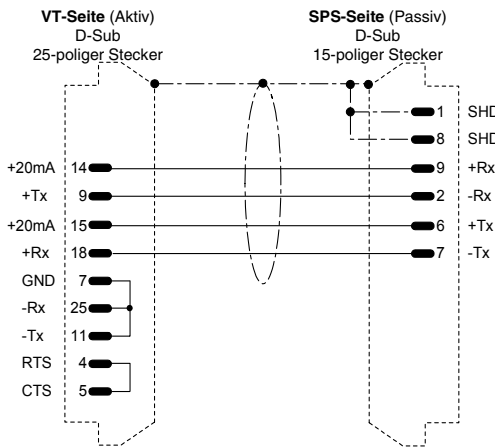 VT-Seite (Aktiv)
D-Sub
25-poliger Stecker
SPS-Seite (Passiv)
D-Sub
15-poliger Stecker
1 SHD
8 SHD
+20mA 14
9 +Rx
+Tx 9
2 -Rx
+20mA 15
6 +Tx
+Rx 18
7 -Tx
GND 7
-Rx 25
-Tx 11
RTS 4
CTS 5